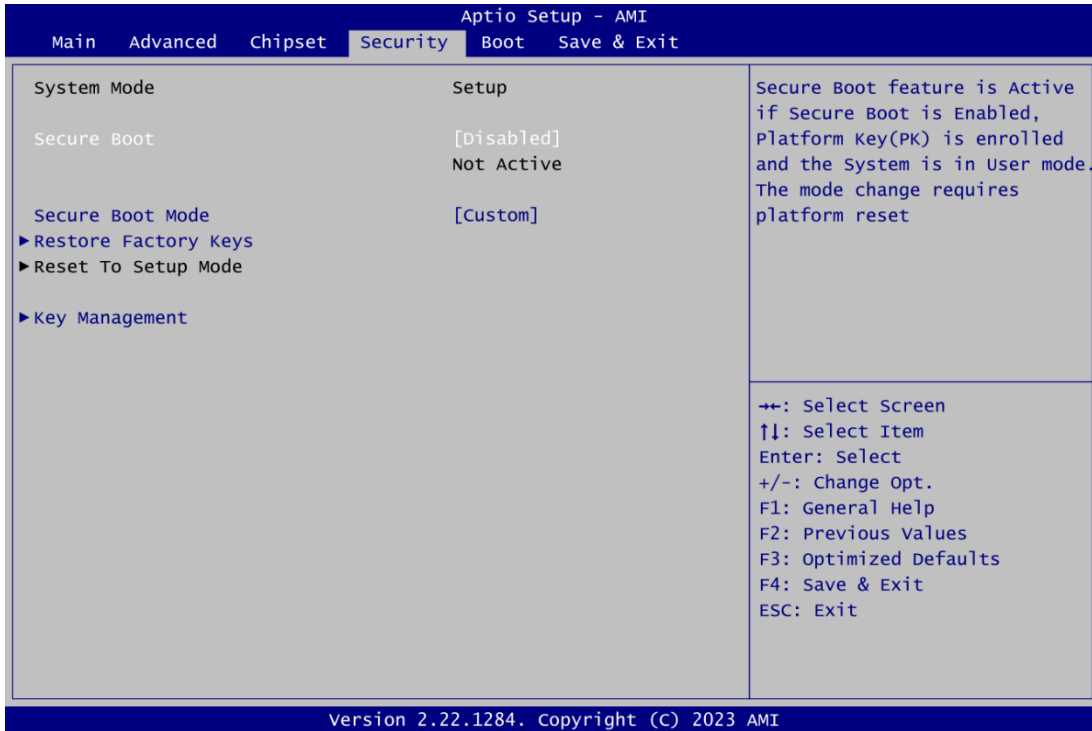 Aptio Setup - AMI
Main Advanced Chipset Security Boot Save & Exit
System Mode Setup
Secure Boot [Disabled]
Not Active
Secure Boot Mode [Custom]
►Restore Factory Keys
►Reset To Setup Mode
►Key Management
Secure Boot feature is Active
if Secure Boot is Enabled,
Platform Key(PK) is enrolled
and the System is in User mode.
The mode change requires
platform reset
→←: Select Screen
↑↓: Select Item
Enter: Select
+/-: Change Opt.
F1: General Help
F2: Previous Values
F3: Optimized Defaults
F4: Save & Exit
ESC: Exit
Version 2.22.1284. Copyright (C) 2023 AMI